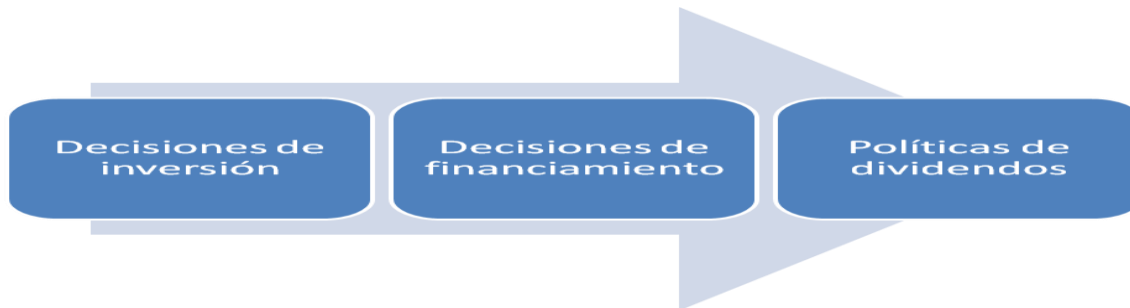 Decisiones de
inversión
Decisiones de
financiamiento
Políticas de
dividendos